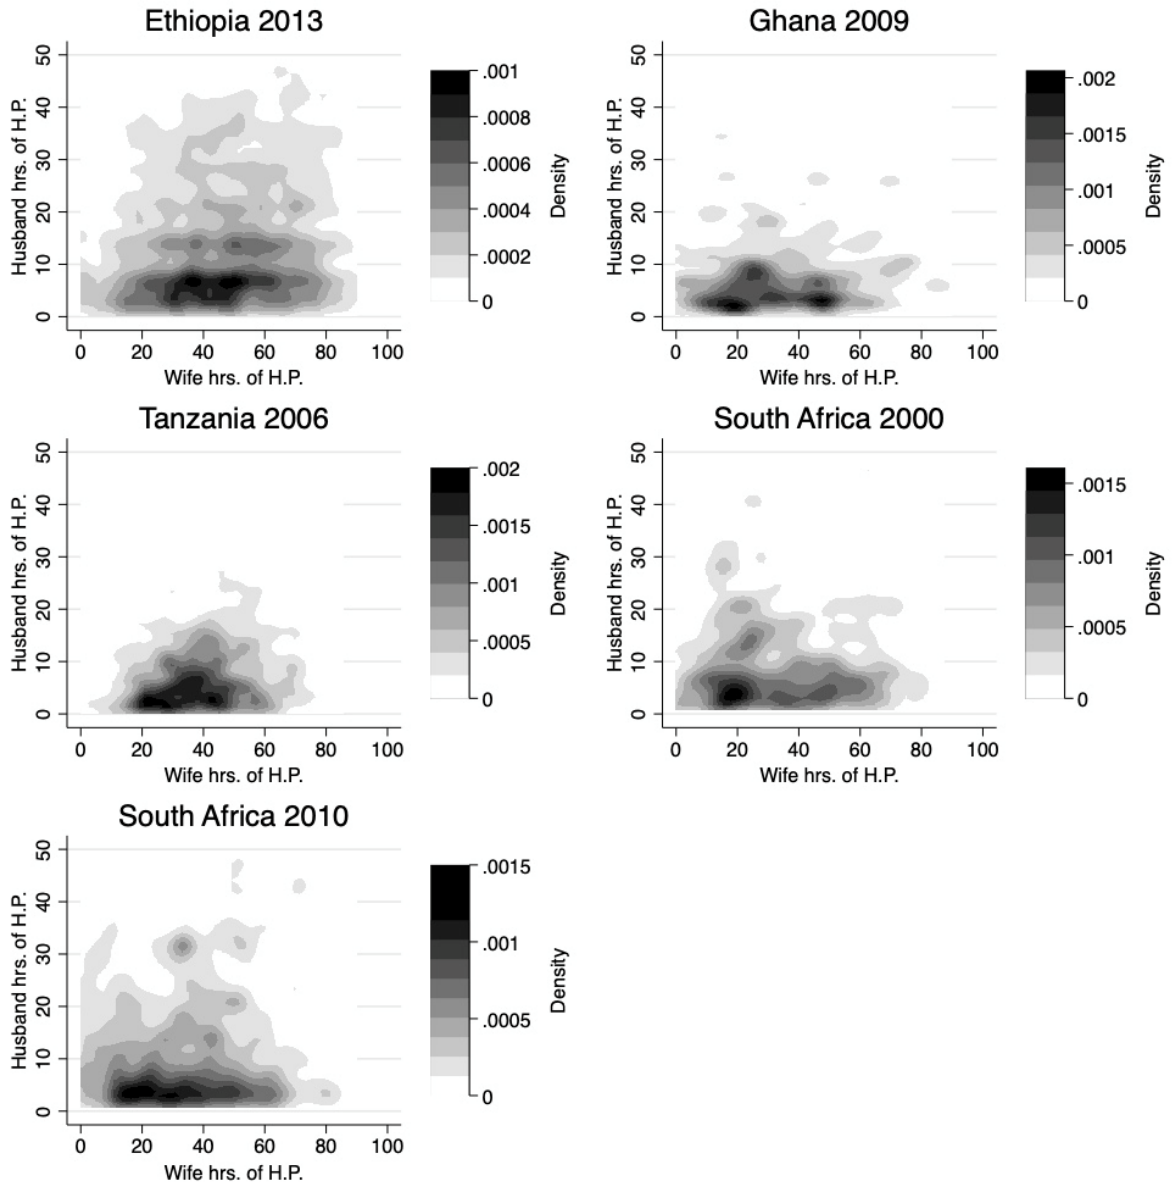 Ethiopia 2013
Husband hrs. of H.P.
50
40
30
20
10
0
0 20 40 60 80 100
Wife hrs. of H.P.
.001
.0008
.0006
.0004
.0002
0
Density
Ghana 2009
Husband hrs. of H.P.
50
40
30
20
10
0
0 20 40 60 80 100
Wife hrs. of H.P.
.002
.0015
.001
.0005
0
Density
Tanzania 2006
Husband hrs. of H.P.
50
40
30
20
10
0
0 20 40 60 80 100
Wife hrs. of H.P.
.002
.0015
.001
.0005
0
Density
South Africa 2000
Husband hrs. of H.P.
50
40
30
20
10
0
0 20 40 60 80 100
Wife hrs. of H.P.
.0015
.001
.0005
0
Density
South Africa 2010
Husband hrs. of H.P.
50
40
30
20
10
0
0 20 40 60 80 100
Wife hrs. of H.P.
.0015
.001
.0005
0
Density